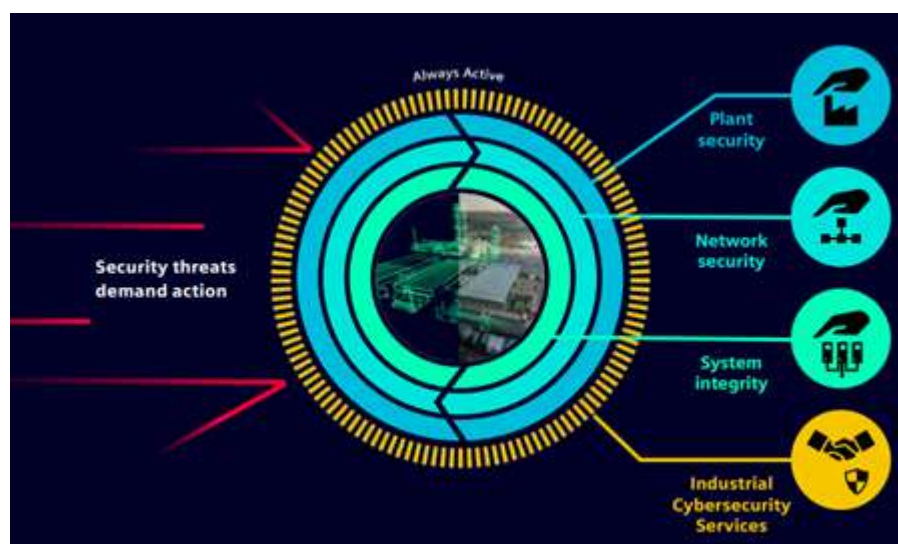 Always Active
Plant
security
Network
security
Security threats
demand action
System
integrity
Industrial
Cybersecurity
Services